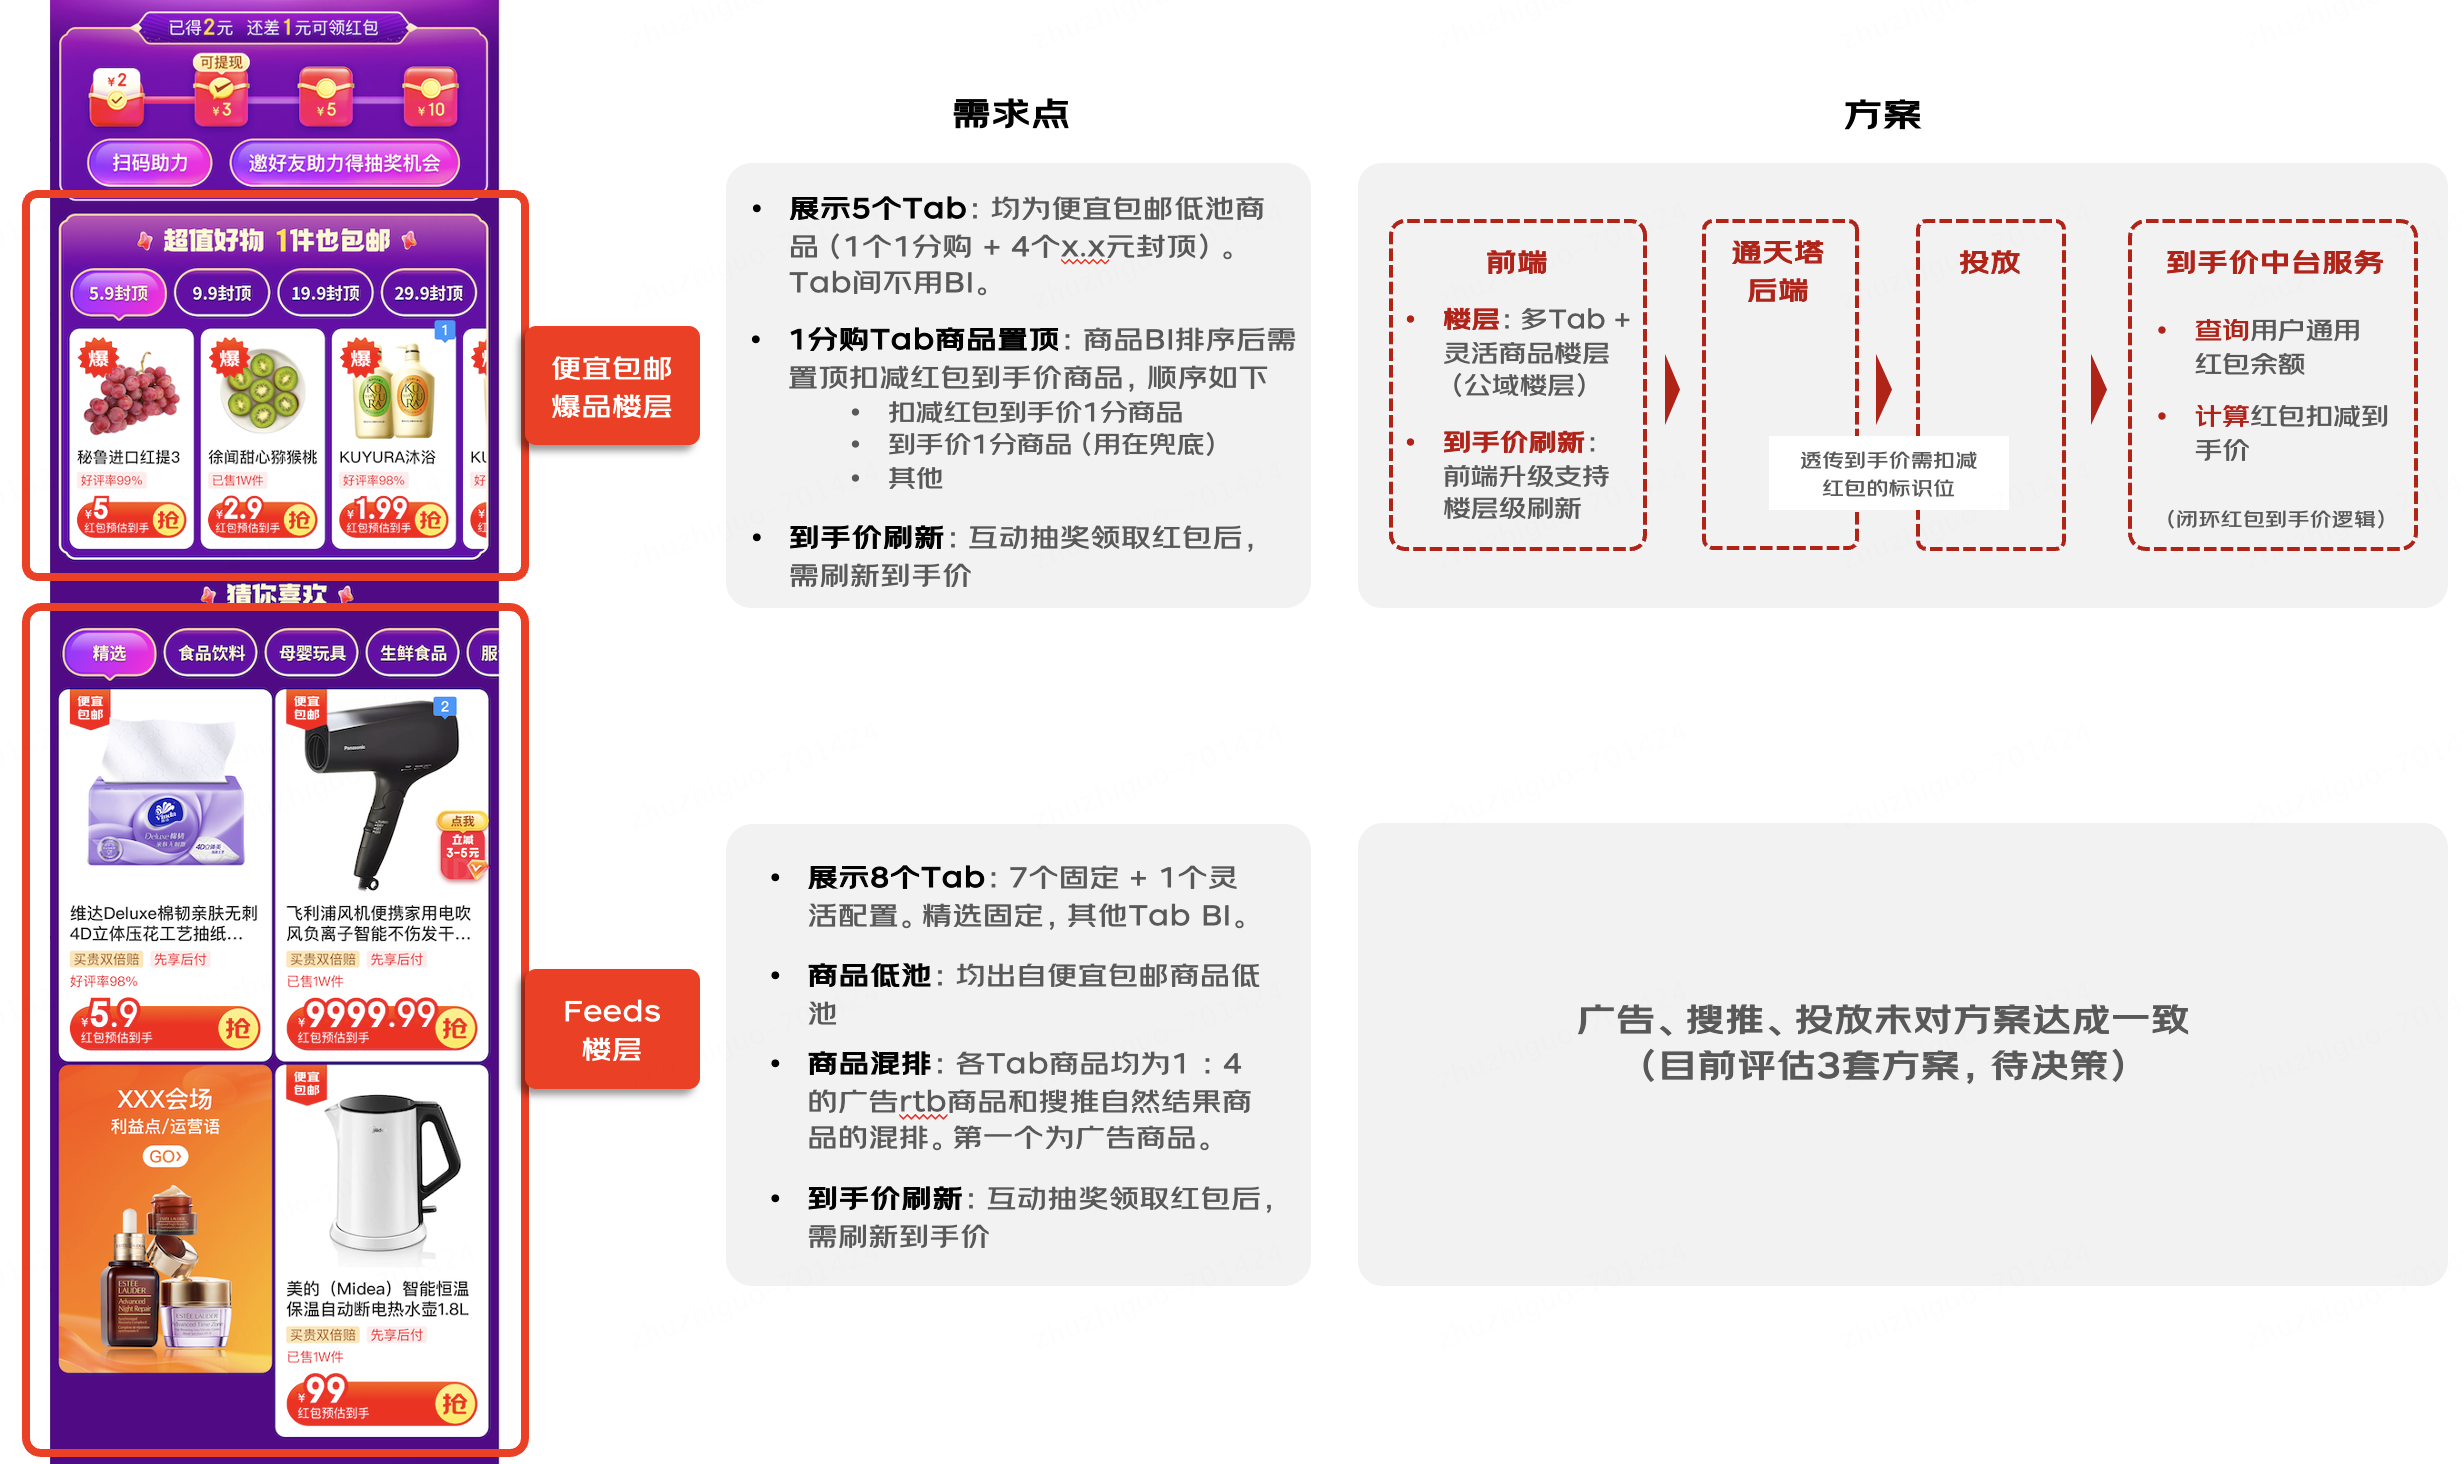 已得2元 还差1元可领红包
¥2
可提现
¥3
¥5
¥10
扫码助力
邀好友助力得抽奖机会
超值好物 1件也包邮
5.9封顶
9.9封顶
19.9封顶
29.9封顶
1
爆
爆
爆
秘鲁进口红提3
徐闻甜心猕猴桃
KUYURA沐浴
KU
好评率99%
已售1W件
好评率98%
好
¥5
红包预估到手
抢
¥2.9
红包预估到手
抢
¥1.99
红包预估到手
抢
¥
红
便宜包邮
爆品楼层
猜你喜欢
精选
食品饮料
母婴玩具
生鲜食品
服
便宜
包邮
Vinda
Deluxe 棉韧
4D立体压花
便宜
包邮
2
Panasonic
点我
立减
3-5元
维达Deluxe棉韧亲肤无刺
4D立体压花工艺抽纸...
买贵双倍赔 先享后付
好评率98%
¥5.9
红包预估到手
抢
飞利浦风机便携家用电吹
风负离子智能不伤发干...
买贵双倍赔 先享后付
已售1W件
¥9999.99
红包预估到手
抢
XXX会场
利益点/运营语
GO›
ESTĒE
LAUDER
Advanced
Night Repair
便宜
包邮
美的（Midea）智能恒温
保温自动断电热水壶1.8L
买贵双倍赔 先享后付
已售1W件
¥99
红包预估到手
抢
Feeds
楼层
需求点
• 展示5个Tab：均为便宜包邮低池商
品（1个1分购 + 4个x.x元封顶）。
Tab间不用BI。
• 1分购Tab商品置顶：商品BI排序后需
置顶扣减红包到手价商品，顺序如下
• 扣减红包到手价1分商品
• 到手价1分商品（用在兜底）
• 其他
• 到手价刷新：互动抽奖领取红包后，
需刷新到手价
• 展示8个Tab：7个固定 + 1个灵
活配置。精选固定，其他Tab BI。
• 商品低池：均出自便宜包邮商品低
池
• 商品混排：各Tab商品均为1：4
的广告rtb商品和搜推自然结果商
品的混排。第一个为广告商品。
• 到手价刷新：互动抽奖领取红包后，
需刷新到手价
方案
前端
• 楼层：多Tab +
灵活商品楼层
（公域楼层）
• 到手价刷新：
前端升级支持
楼层级刷新
通天塔
后端
投放
透传到手价需扣减
红包的标识位
到手价中台服务
• 查询用户通用
红包余额
• 计算红包扣减到
手价
（闭环红包到手价逻辑）
广告、搜推、投放未对方案达成一致
（目前评估3套方案，待决策）